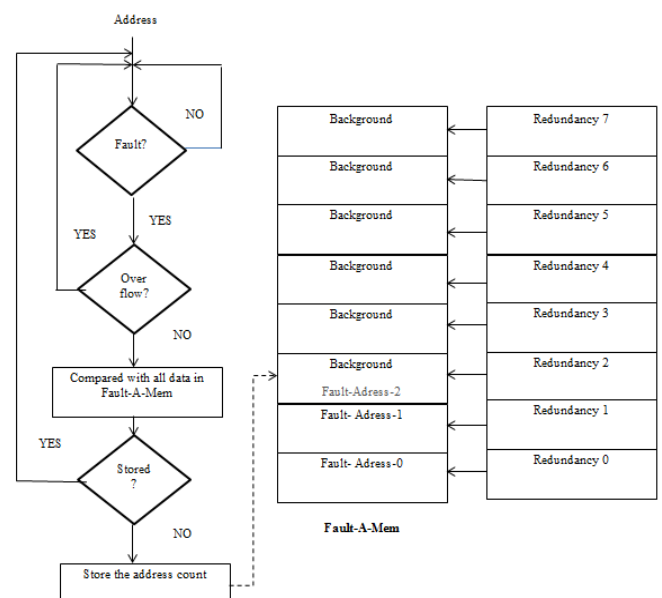 Address
NO
Fault?
YES
YES
Over
flow?
NO
Compared with all data in
Fault-A-Mem
YES
Stored
?
NO
Store the address count
Background
Background
Background
Background
Background
Background
Fault-Adress-2
Fault- Adress-1
Fault- Adress-0
Fault-A-Mem
Redundancy 7
Redundancy 6
Redundancy 5
Redundancy 4
Redundancy 3
Redundancy 2
Redundancy 1
Redundancy 0